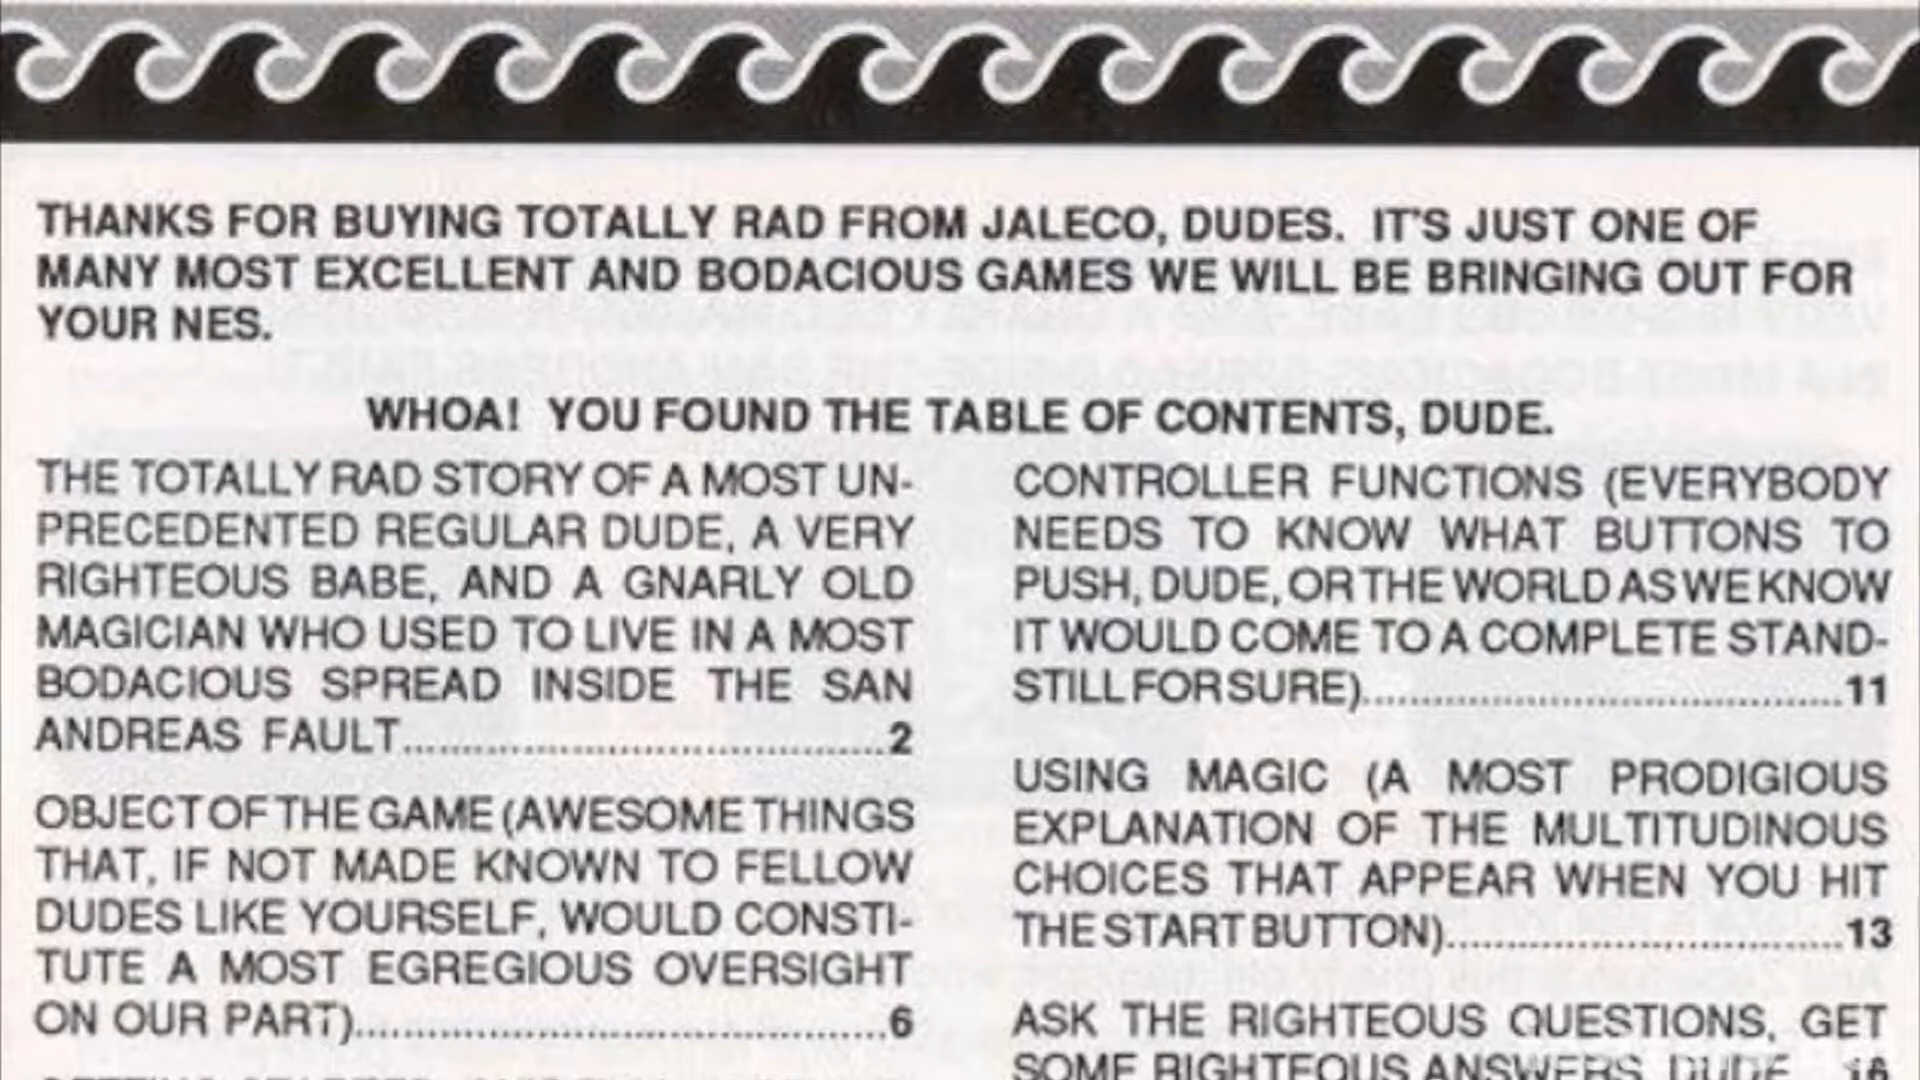 THANKS FOR BUYING TOTALLY RAD FROM JALECO, DUDES. IT'S JUST ONE OF
MANY MOST EXCELLENT AND BODACIOUS GAMES WE WILL BE BRINGING OUT FOR
YOUR NES.
WHOA! YOU FOUND THE TABLE OF CONTENTS, DUDE.
THE TOTALLY RAD STORY OF A MOST UN-
PRECEDENTED REGULAR DUDE, A VERY
RIGHTEOUS BABE, AND A GNARLY OLD
MAGICIAN WHO USED TO LIVE IN A MOST
BODACIOUS SPREAD INSIDE THE SAN
ANDREAS FAULT........................................2
OBJECT OF THE GAME (AWESOME THINGS
THAT, IF NOT MADE KNOWN TO FELLOW
DUDES LIKE YOURSELF, WOULD CONSTI-
TUTE A MOST EGREGIOUS OVERSIGHT
ON OUR PART)............................................6
CONTROLLER FUNCTIONS (EVERYBODY
NEEDS TO KNOW WHAT BUTTONS TO
PUSH, DUDE, OR THE WORLD AS WE KNOW
IT WOULD COME TO A COMPLETE STAND-
STILL FOR SURE)........................................11
USING MAGIC (A MOST PRODIGIOUS
EXPLANATION OF THE MULTITUDINOUS
CHOICES THAT APPEAR WHEN YOU HIT
THE START BUTTON).................................13
ASK THE RIGHTEOUS QUESTIONS, GET
SOME RIGHTEOUS ANSWERS, DUDE